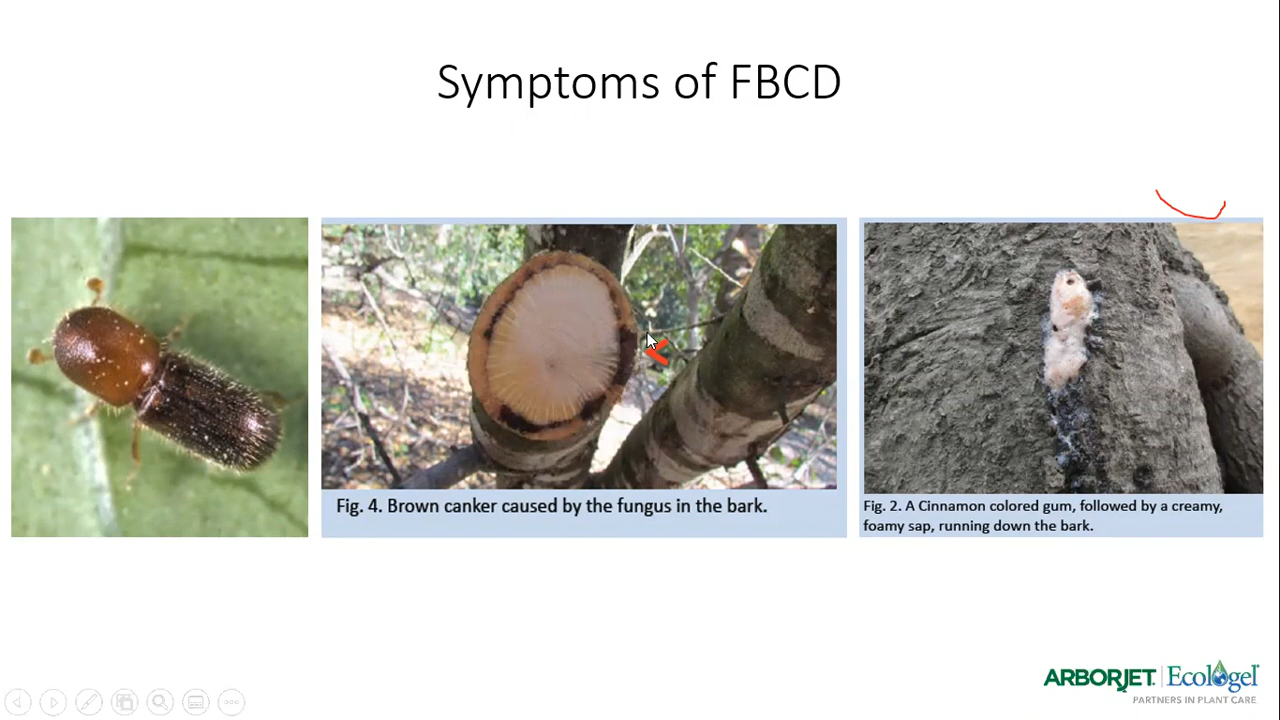 Symptoms of FBCD
Fig. 4. Brown canker caused by the fungus in the bark.
Fig. 2. A Cinnamon colored gum, followed by a creamy,
foamy sap, running down the bark.
ARBORJET Ecologel
PARTNERS IN PLANT CARE